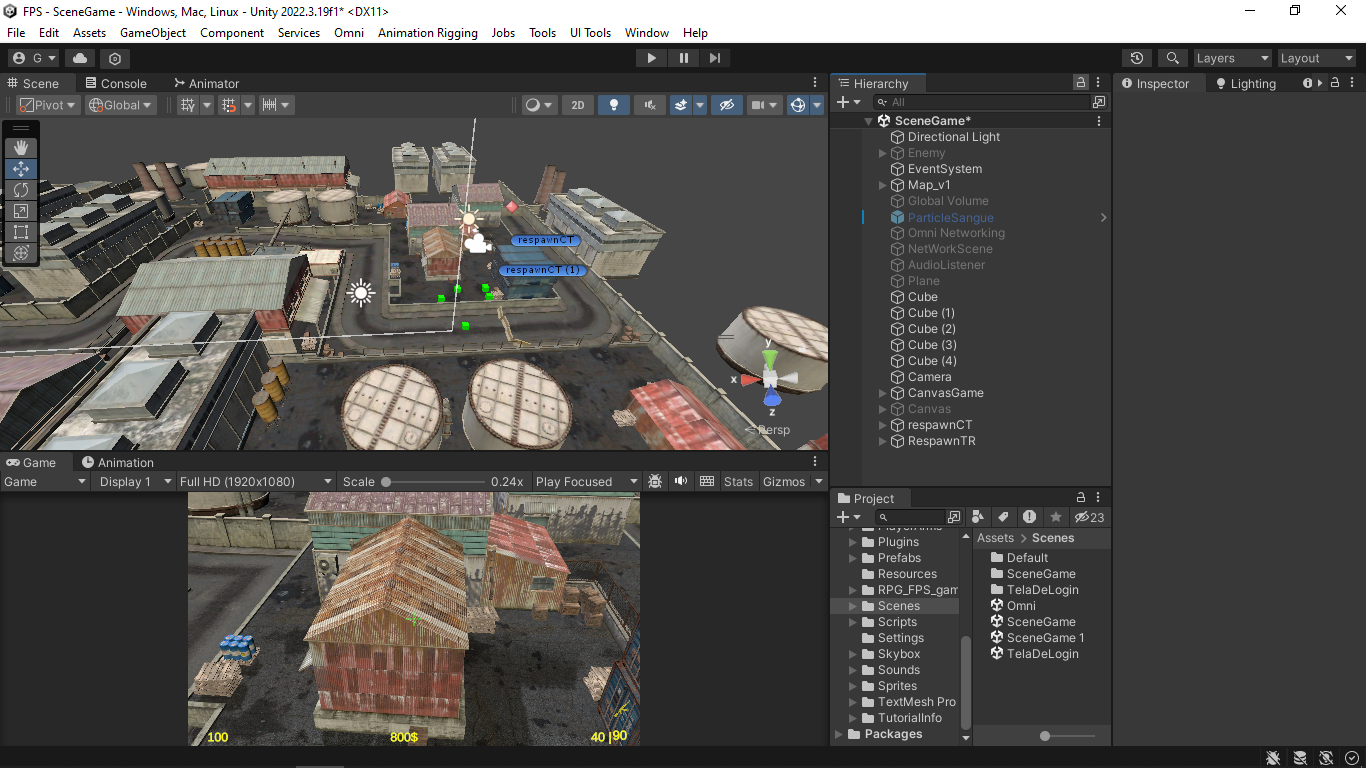 FPS - SceneGame - Windows, Mac, Linux - Unity 2022.3.19f1* <DX11>
File Edit Assets GameObject Component Services Omni Animation Rigging Jobs Tools UI Tools Window Help
G Layers Layout
Scene Console Animator
Pivot Global 2D
respawnCT
respawnCT (1)
y
x
z
Persp
Game Animation
Game Display 1 Full HD (1920x1080) Scale 0.24x Play Focused Stats Gizmos
100 800$ 40 | 90
Hierarchy
All
SceneGame*
Directional Light
Enemy
EventSystem
Map_v1
Global Volume
ParticleSangue
Omni Networking
NetWorkScene
AudioListener
Plane
Cube
Cube (1)
Cube (2)
Cube (3)
Cube (4)
Camera
CanvasGame
Canvas
respawnCT
RespawnTR
Project
23
PlayerArms
Plugins
Prefabs
Resources
RPG_FPS_gam
Scenes
Scripts
Settings
Skybox
Sounds
Sprites
TextMesh Pro
TutorialInfo
Packages
Assets > Scenes
Default
SceneGame
TelaDeLogin
Omni
SceneGame
SceneGame 1
TelaDeLogin
Inspector Lighting